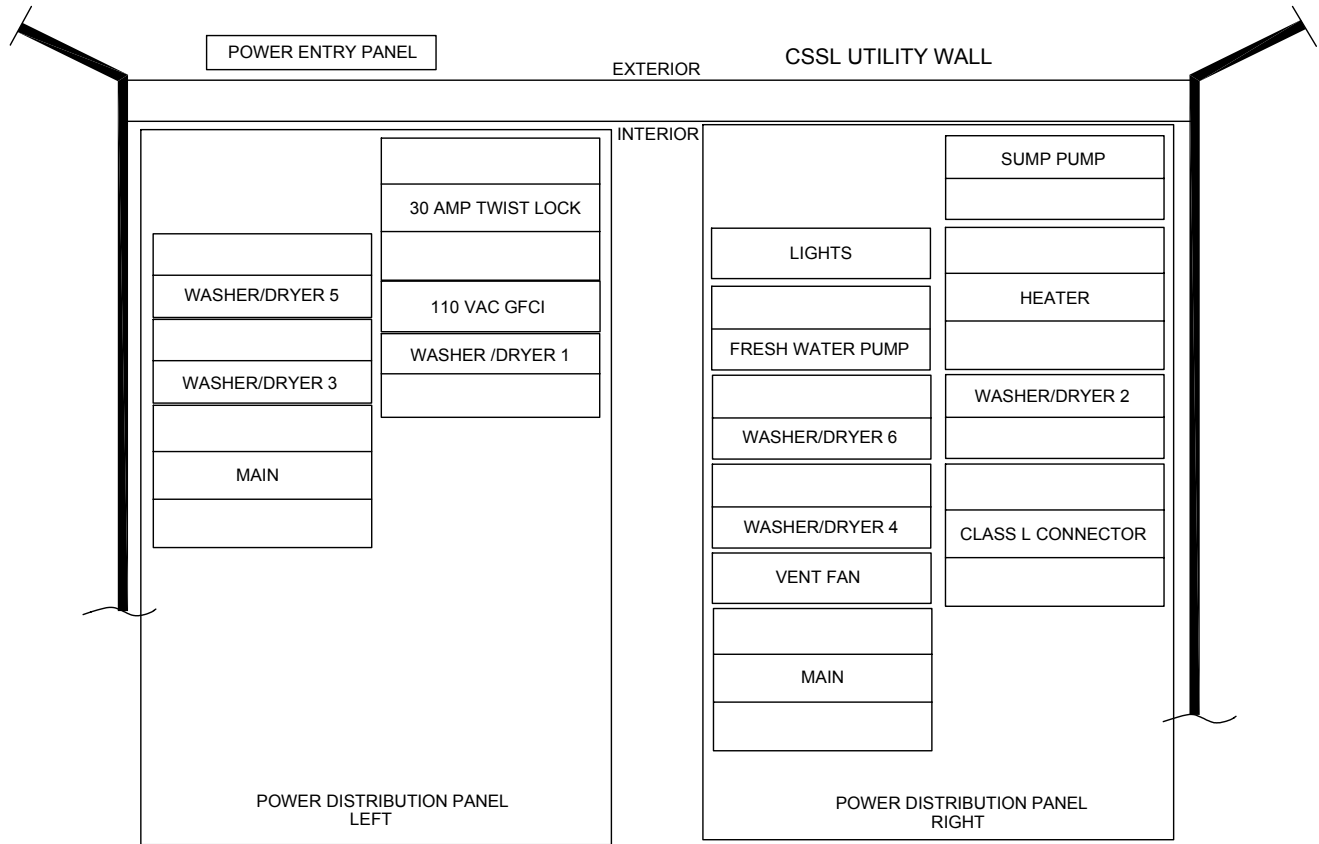 POWER ENTRY PANEL
CSSL UTILITY WALL
EXTERIOR
INTERIOR
30 AMP TWIST LOCK
WASHER/DRYER 5
110 VAC GFCI
WASHER /DRYER 1
WASHER/DRYER 3
MAIN
POWER DISTRIBUTION PANEL
LEFT
SUMP PUMP
LIGHTS
HEATER
FRESH WATER PUMP
WASHER/DRYER 2
WASHER/DRYER 6
WASHER/DRYER 4
CLASS L CONNECTOR
VENT FAN
MAIN
POWER DISTRIBUTION PANEL
RIGHT